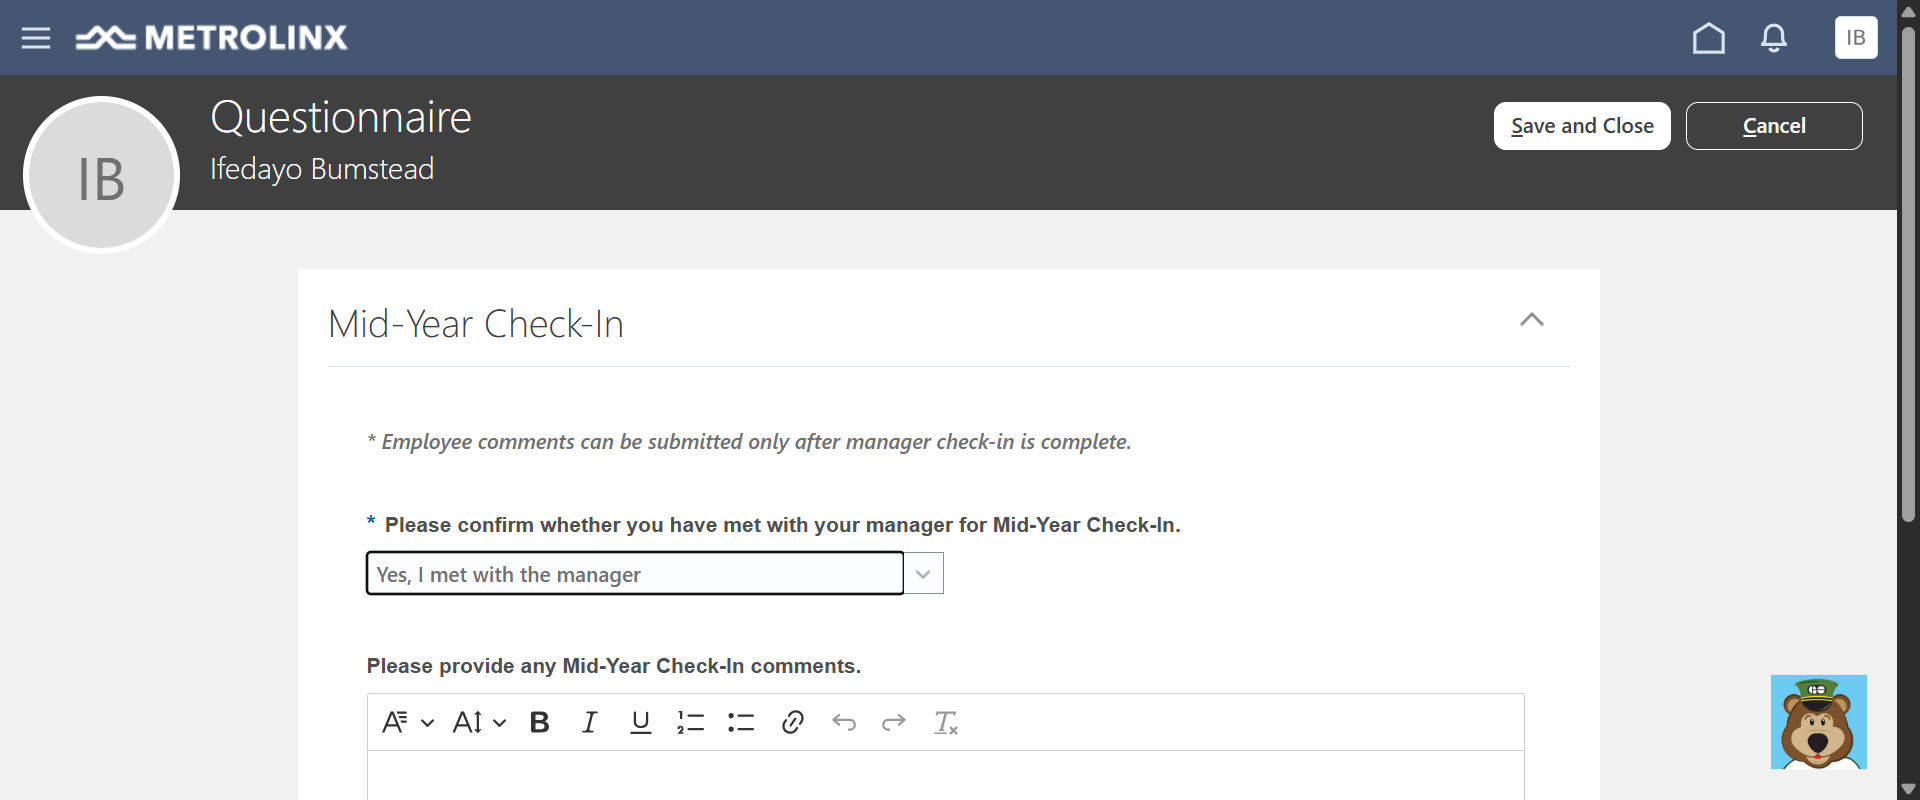 METROLINX
IB
Questionnaire
Ifedayo Bumstead
IB
Save and Close
Cancel
Mid-Year Check-In
* Employee comments can be submitted only after manager check-in is complete.
* Please confirm whether you have met with your manager for Mid-Year Check-In.
Yes, I met with the manager
Please provide any Mid-Year Check-In comments.
GO